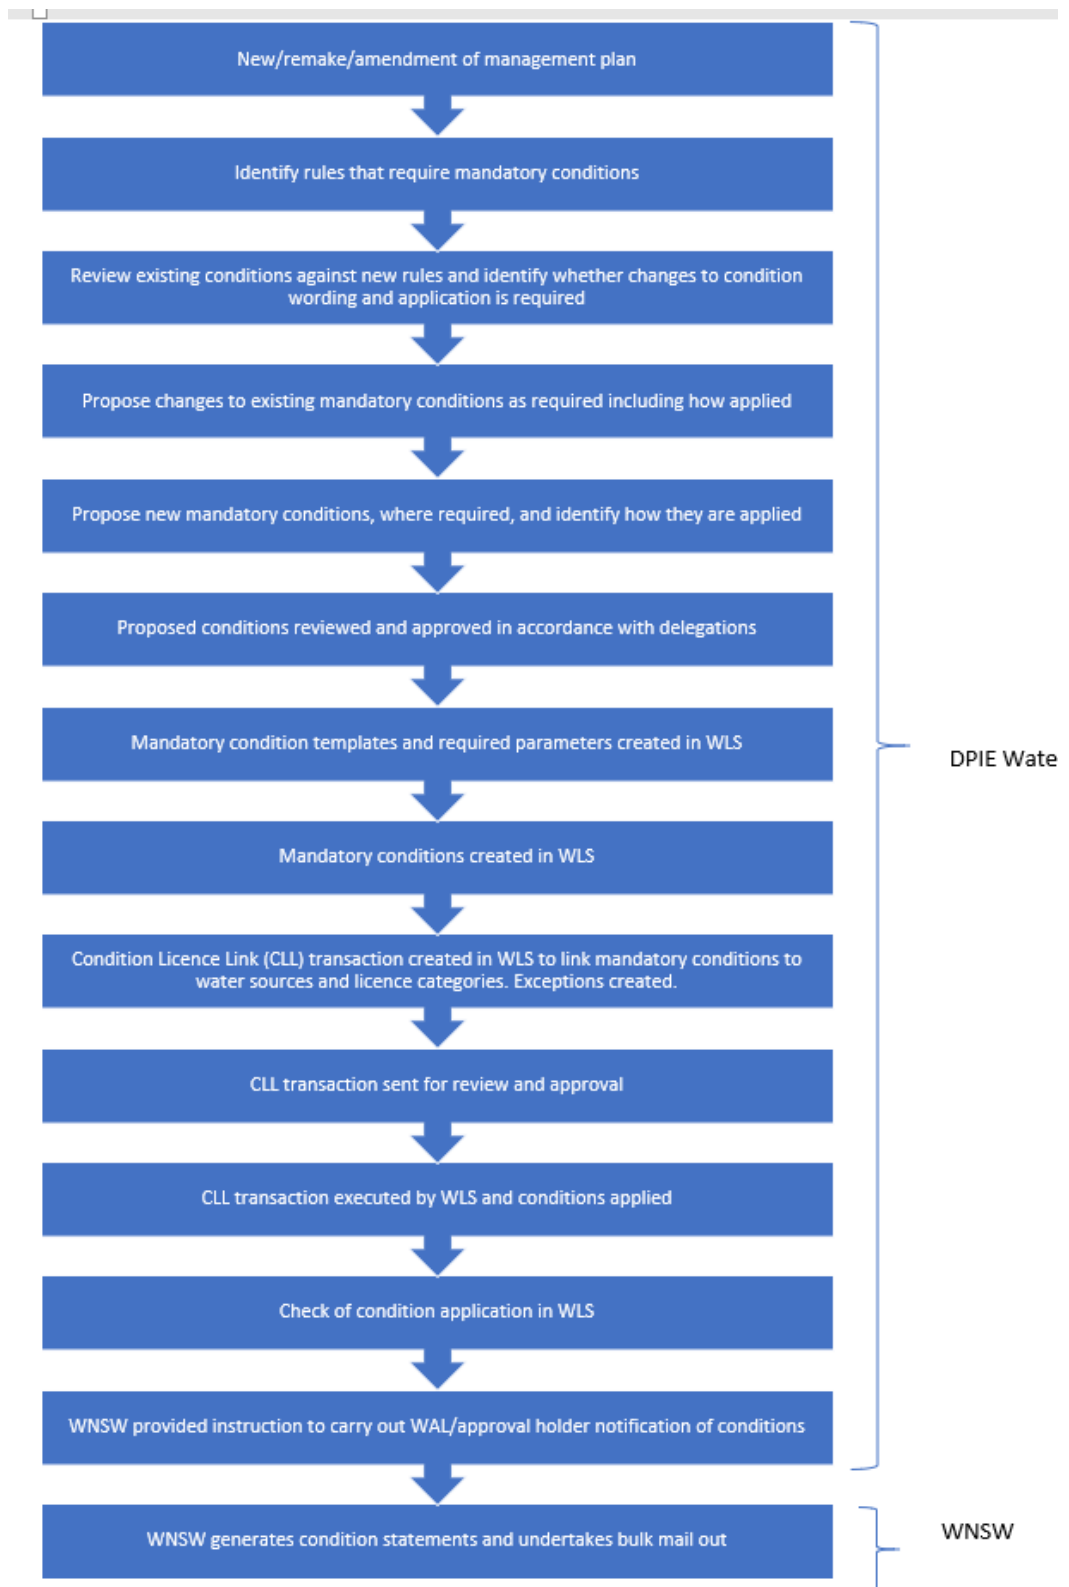 New/remake/amendment of management plan
Identify rules that require mandatory conditions
Review existing conditions against new rules and identify whether changes to condition
wording and application is required
Propose changes to existing mandatory conditions as required including how applied
Propose new mandatory conditions, where required, and identify how they are applied
Proposed conditions reviewed and approved in accordance with delegations
Mandatory condition templates and required parameters created in WLS
DPIE Wate
Mandatory conditions created in WLS
Condition Licence Link (CLL) transaction created in WLS to link mandatory conditions to
water sources and licence categories. Exceptions created.
CLL transaction sent for review and approval
CLL transaction executed by WLS and conditions applied
Check of condition application in WLS
WNSW provided instruction to carry out WAL/approval holder notification of conditions
WNSW generates condition statements and undertakes bulk mail out
WNSW